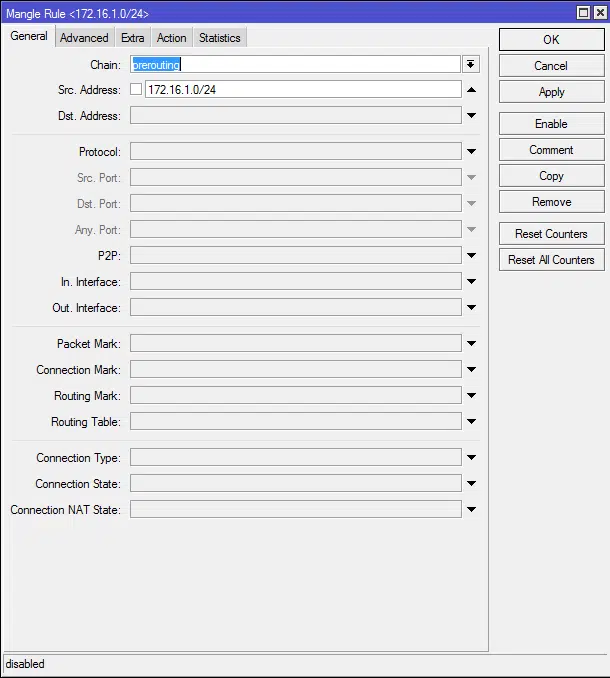 Mangle Rule <172.16.1.0/24>
General Advanced Extra Action Statistics
OK
Chain: prerouting
Cancel
Src. Address: 172.16.1.0/24
Apply
Dst. Address:
Enable
Protocol:
Comment
Src. Port:
Copy
Dst. Port:
Remove
Any. Port:
Reset Counters
P2P:
Reset All Counters
In. Interface:
Out. Interface:
Packet Mark:
Connection Mark:
Routing Mark:
Routing Table:
Connection Type:
Connection State:
Connection NAT State:
disabled